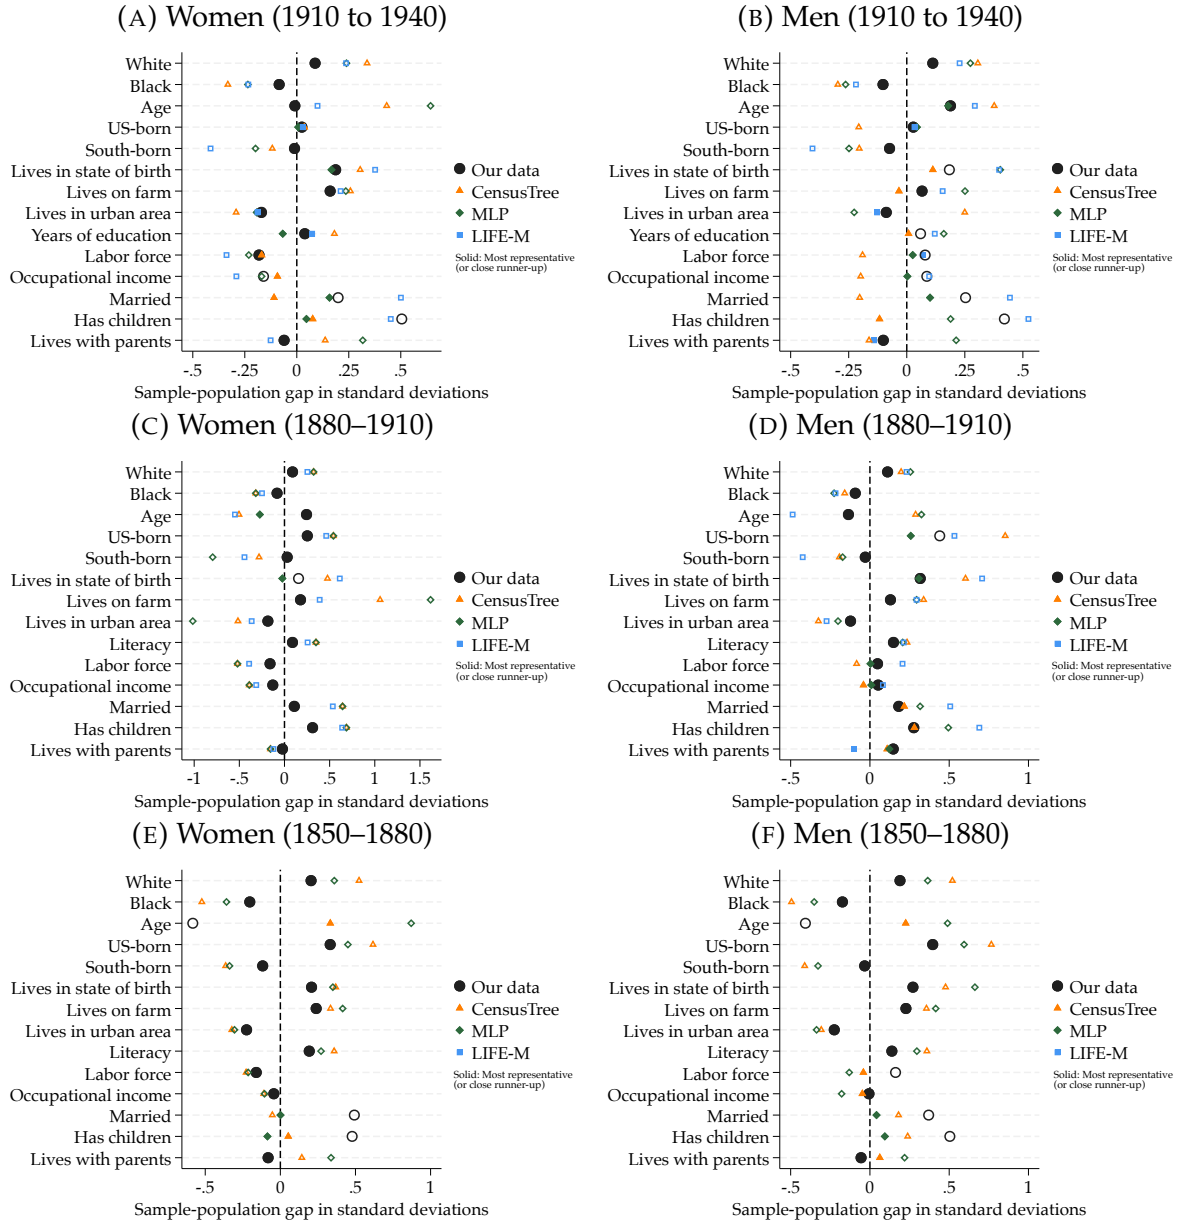 (A) Women (1910 to 1940)
White
Black
Age
US-born
South-born
Lives in state of birth
Lives on farm
Lives in urban area
Years of education
Labor force
Occupational income
Married
Has children
Lives with parents
-.5 -.25 0 .25 .5
Sample-population gap in standard deviations
Our data
CensusTree
MLP
LIFE-M
Solid: Most representative
(or close runner-up)
(B) Men (1910 to 1940)
White
Black
Age
US-born
South-born
Lives in state of birth
Lives on farm
Lives in urban area
Years of education
Labor force
Occupational income
Married
Has children
Lives with parents
-.5 -.25 0 .25 .5
Sample-population gap in standard deviations
Our data
CensusTree
MLP
LIFE-M
Solid: Most representative
(or close runner-up)
(C) Women (1880–1910)
White
Black
Age
US-born
South-born
Lives in state of birth
Lives on farm
Lives in urban area
Literacy
Labor force
Occupational income
Married
Has children
Lives with parents
-1 -.5 0 .5 1 1.5
Sample-population gap in standard deviations
Our data
CensusTree
MLP
LIFE-M
Solid: Most representative
(or close runner-up)
(D) Men (1880–1910)
White
Black
Age
US-born
South-born
Lives in state of birth
Lives on farm
Lives in urban area
Literacy
Labor force
Occupational income
Married
Has children
Lives with parents
-.5 0 .5 1
Sample-population gap in standard deviations
Our data
CensusTree
MLP
LIFE-M
Solid: Most representative
(or close runner-up)
(E) Women (1850–1880)
White
Black
Age
US-born
South-born
Lives in state of birth
Lives on farm
Lives in urban area
Literacy
Labor force
Occupational income
Married
Has children
Lives with parents
-.5 0 .5 1
Sample-population gap in standard deviations
Our data
CensusTree
MLP
LIFE-M
Solid: Most representative
(or close runner-up)
(F) Men (1850–1880)
White
Black
Age
US-born
South-born
Lives in state of birth
Lives on farm
Lives in urban area
Literacy
Labor force
Occupational income
Married
Has children
Lives with parents
-.5 0 .5 1
Sample-population gap in standard deviations
Our data
CensusTree
MLP
LIFE-M
Solid: Most representative
(or close runner-up)